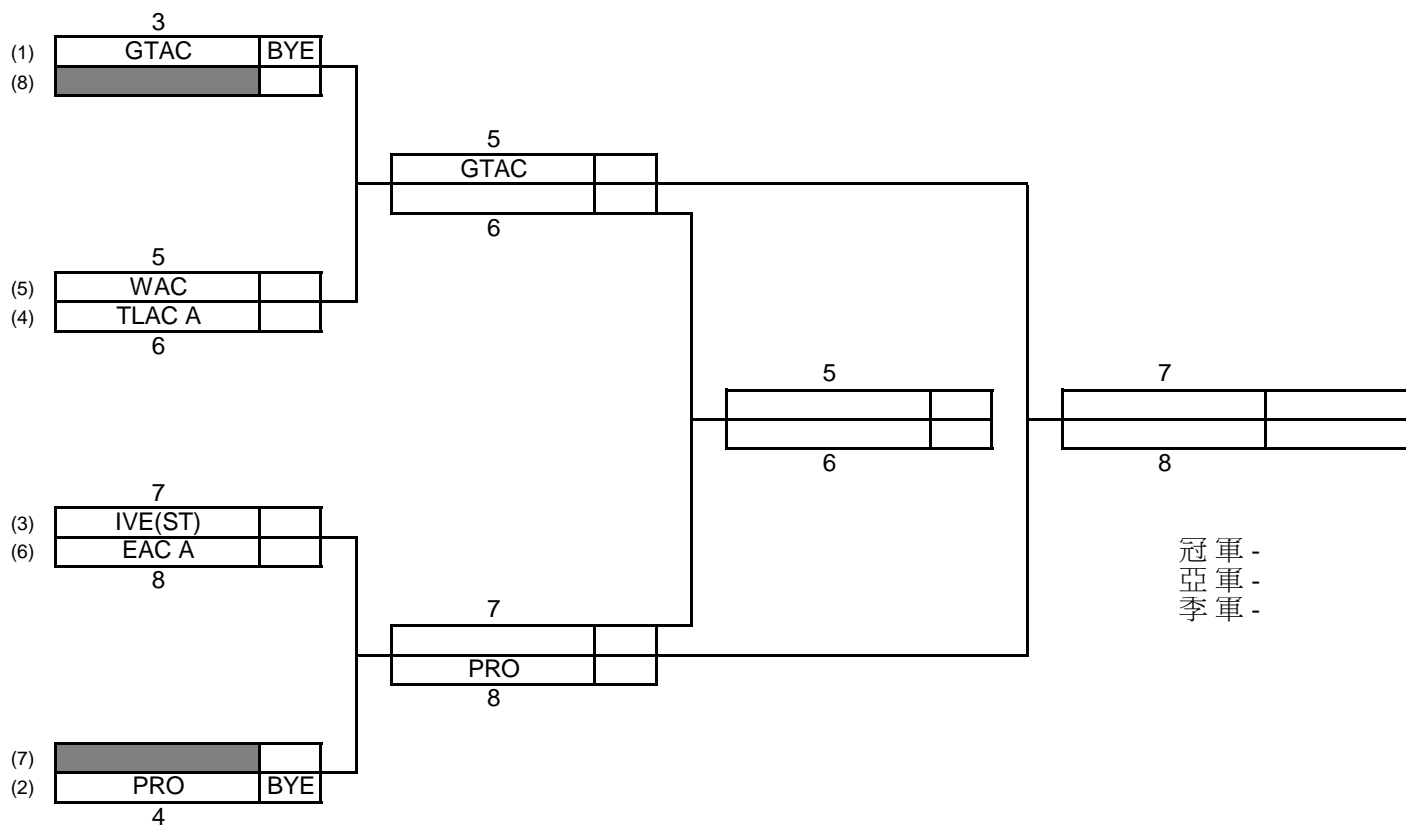 3
(1) GTAC BYE
(8)
5
GTAC
6
5
(5) WAC
(4) TLAC A
6
5
6
7
8
7
(3) IVE(ST)
(6) EAC A
8
冠 軍 -
亞 軍 -
季 軍 -
7
PRO
8
(7)
(2) PRO BYE
4